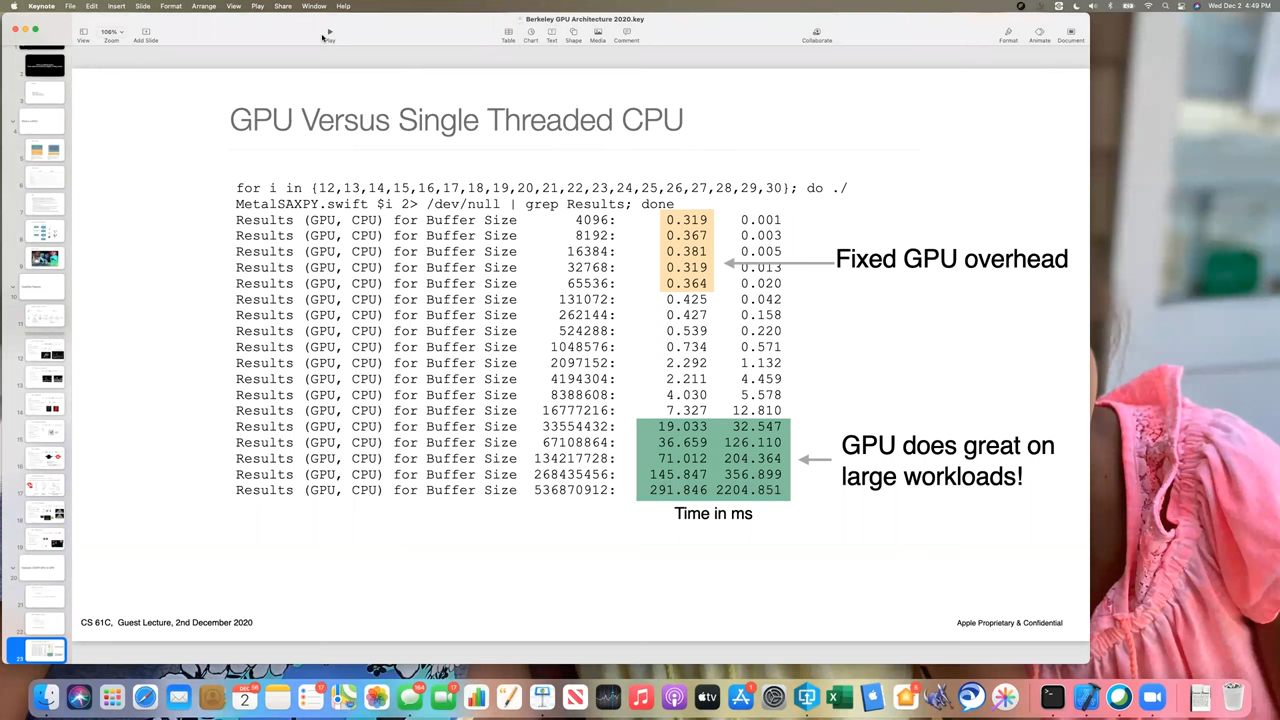 Keynote File Edit Insert Slide Format Arrange View Play Share Window Help Wed Dec 2 4:49 PM
Berkeley GPU Architecture 2020.key
106%
View Zoom Add Slide Play Table Chart Text Shape Media Comment Collaborate Format Animate Document
GPU Versus Single Threaded CPU
for i in {12,13,14,15,16,17,18,19,20,21,22,23,24,25,26,27,28,29,30}; do ./
MetalSAXPY.swift $i 2> /dev/null | grep Results; done
Results (GPU, CPU) for Buffer Size 4096: 0.319 0.001
Results (GPU, CPU) for Buffer Size 8192: 0.367 0.003
Results (GPU, CPU) for Buffer Size 16384: 0.381 0.005
Results (GPU, CPU) for Buffer Size 32768: 0.319 0.013
Results (GPU, CPU) for Buffer Size 65536: 0.364 0.020
Results (GPU, CPU) for Buffer Size 131072: 0.425 0.042
Results (GPU, CPU) for Buffer Size 262144: 0.427
Results (GPU, CPU) for Buffer Size 524288: 0.539 0.220
Results (GPU, CPU) for Buffer Size 1048576: 0.734
Results (GPU, CPU) for Buffer Size 2097152: 2.292
Results (GPU, CPU) for Buffer Size 4194304: 2.211 4.459
Results (GPU, CPU) for Buffer Size 8388608: 4.030
Results (GPU, CPU) for Buffer Size 16777216: 7.327
Results (GPU, CPU) for Buffer Size 33554432: 19.033
Results (GPU, CPU) for Buffer Size 67108864: 36.659 126.110
Results (GPU, CPU) for Buffer Size 134217728: 71.012 204.364
Results (GPU, CPU) for Buffer Size 268435456: 145.847 356.899
Results (GPU, CPU) for Buffer Size 536870912: 291.846
Fixed GPU overhead
GPU does great on
large workloads!
Time in ms
CS 61C, Guest Lecture, 2nd December 2020
Apple Proprietary & Confidential